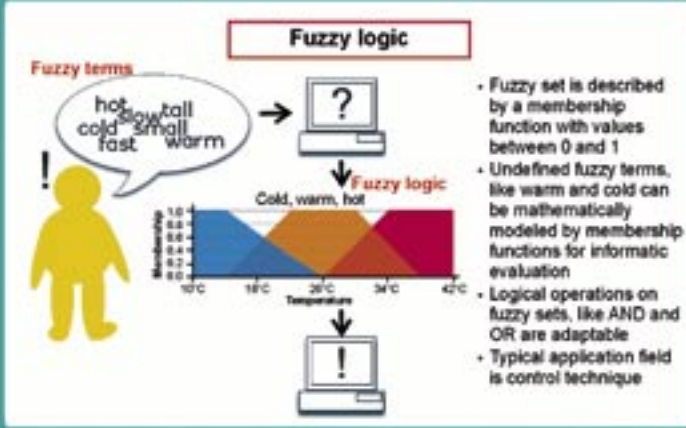 Fuzzy logic
Fuzzy terms
hot
slow tall
cold small
fast warm
!
?
Fuzzy logic
Cold, warm, hot
Membership
1.0
0.8
0.6
0.4
0.2
0.0
10°C 18°C 26°C 34°C 42°C
Temperature
!
• Fuzzy set is described
by a membership
function with values
between 0 and 1
• Undefined fuzzy terms,
like warm and cold can
be mathematically
modeled by membership
functions for informatic
evaluation
• Logical operations on
fuzzy sets, like AND and
OR are adaptable
• Typical application field
is control technique